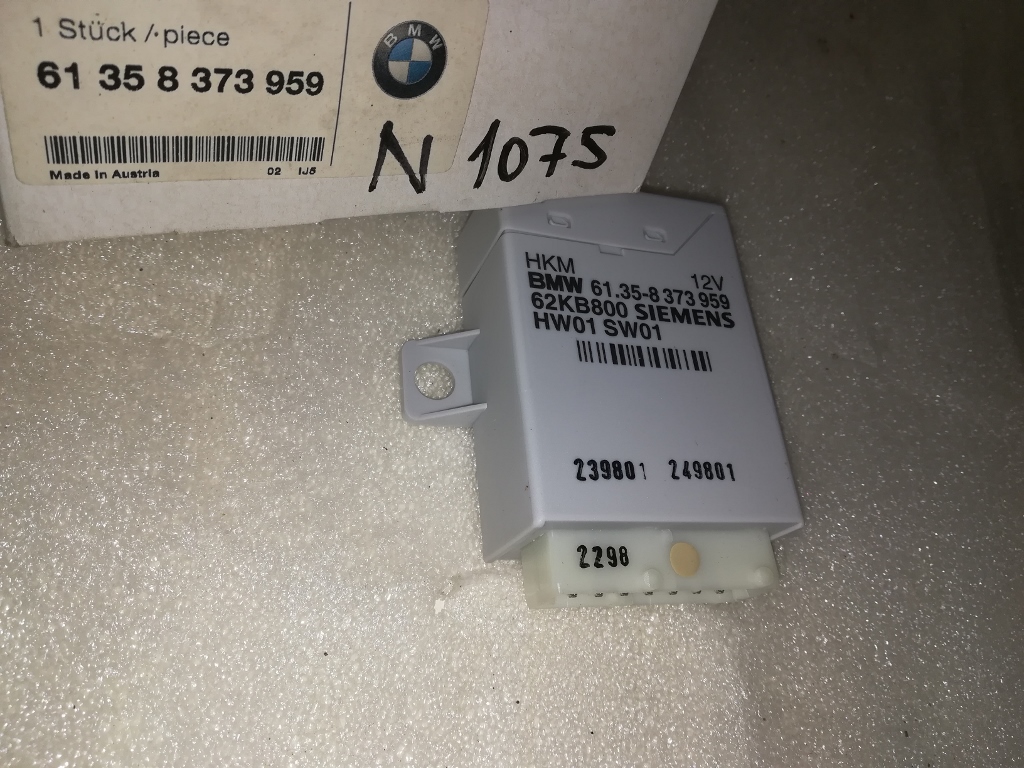 1 Stück / piece
61 35 8 373 959
BMW
Made in Austria 02 IJ5
N 1075
HKM 12V
BMW 61.35-8 373 959
62KB800 SIEMENS
HW01 SW01
239801 249801
2298